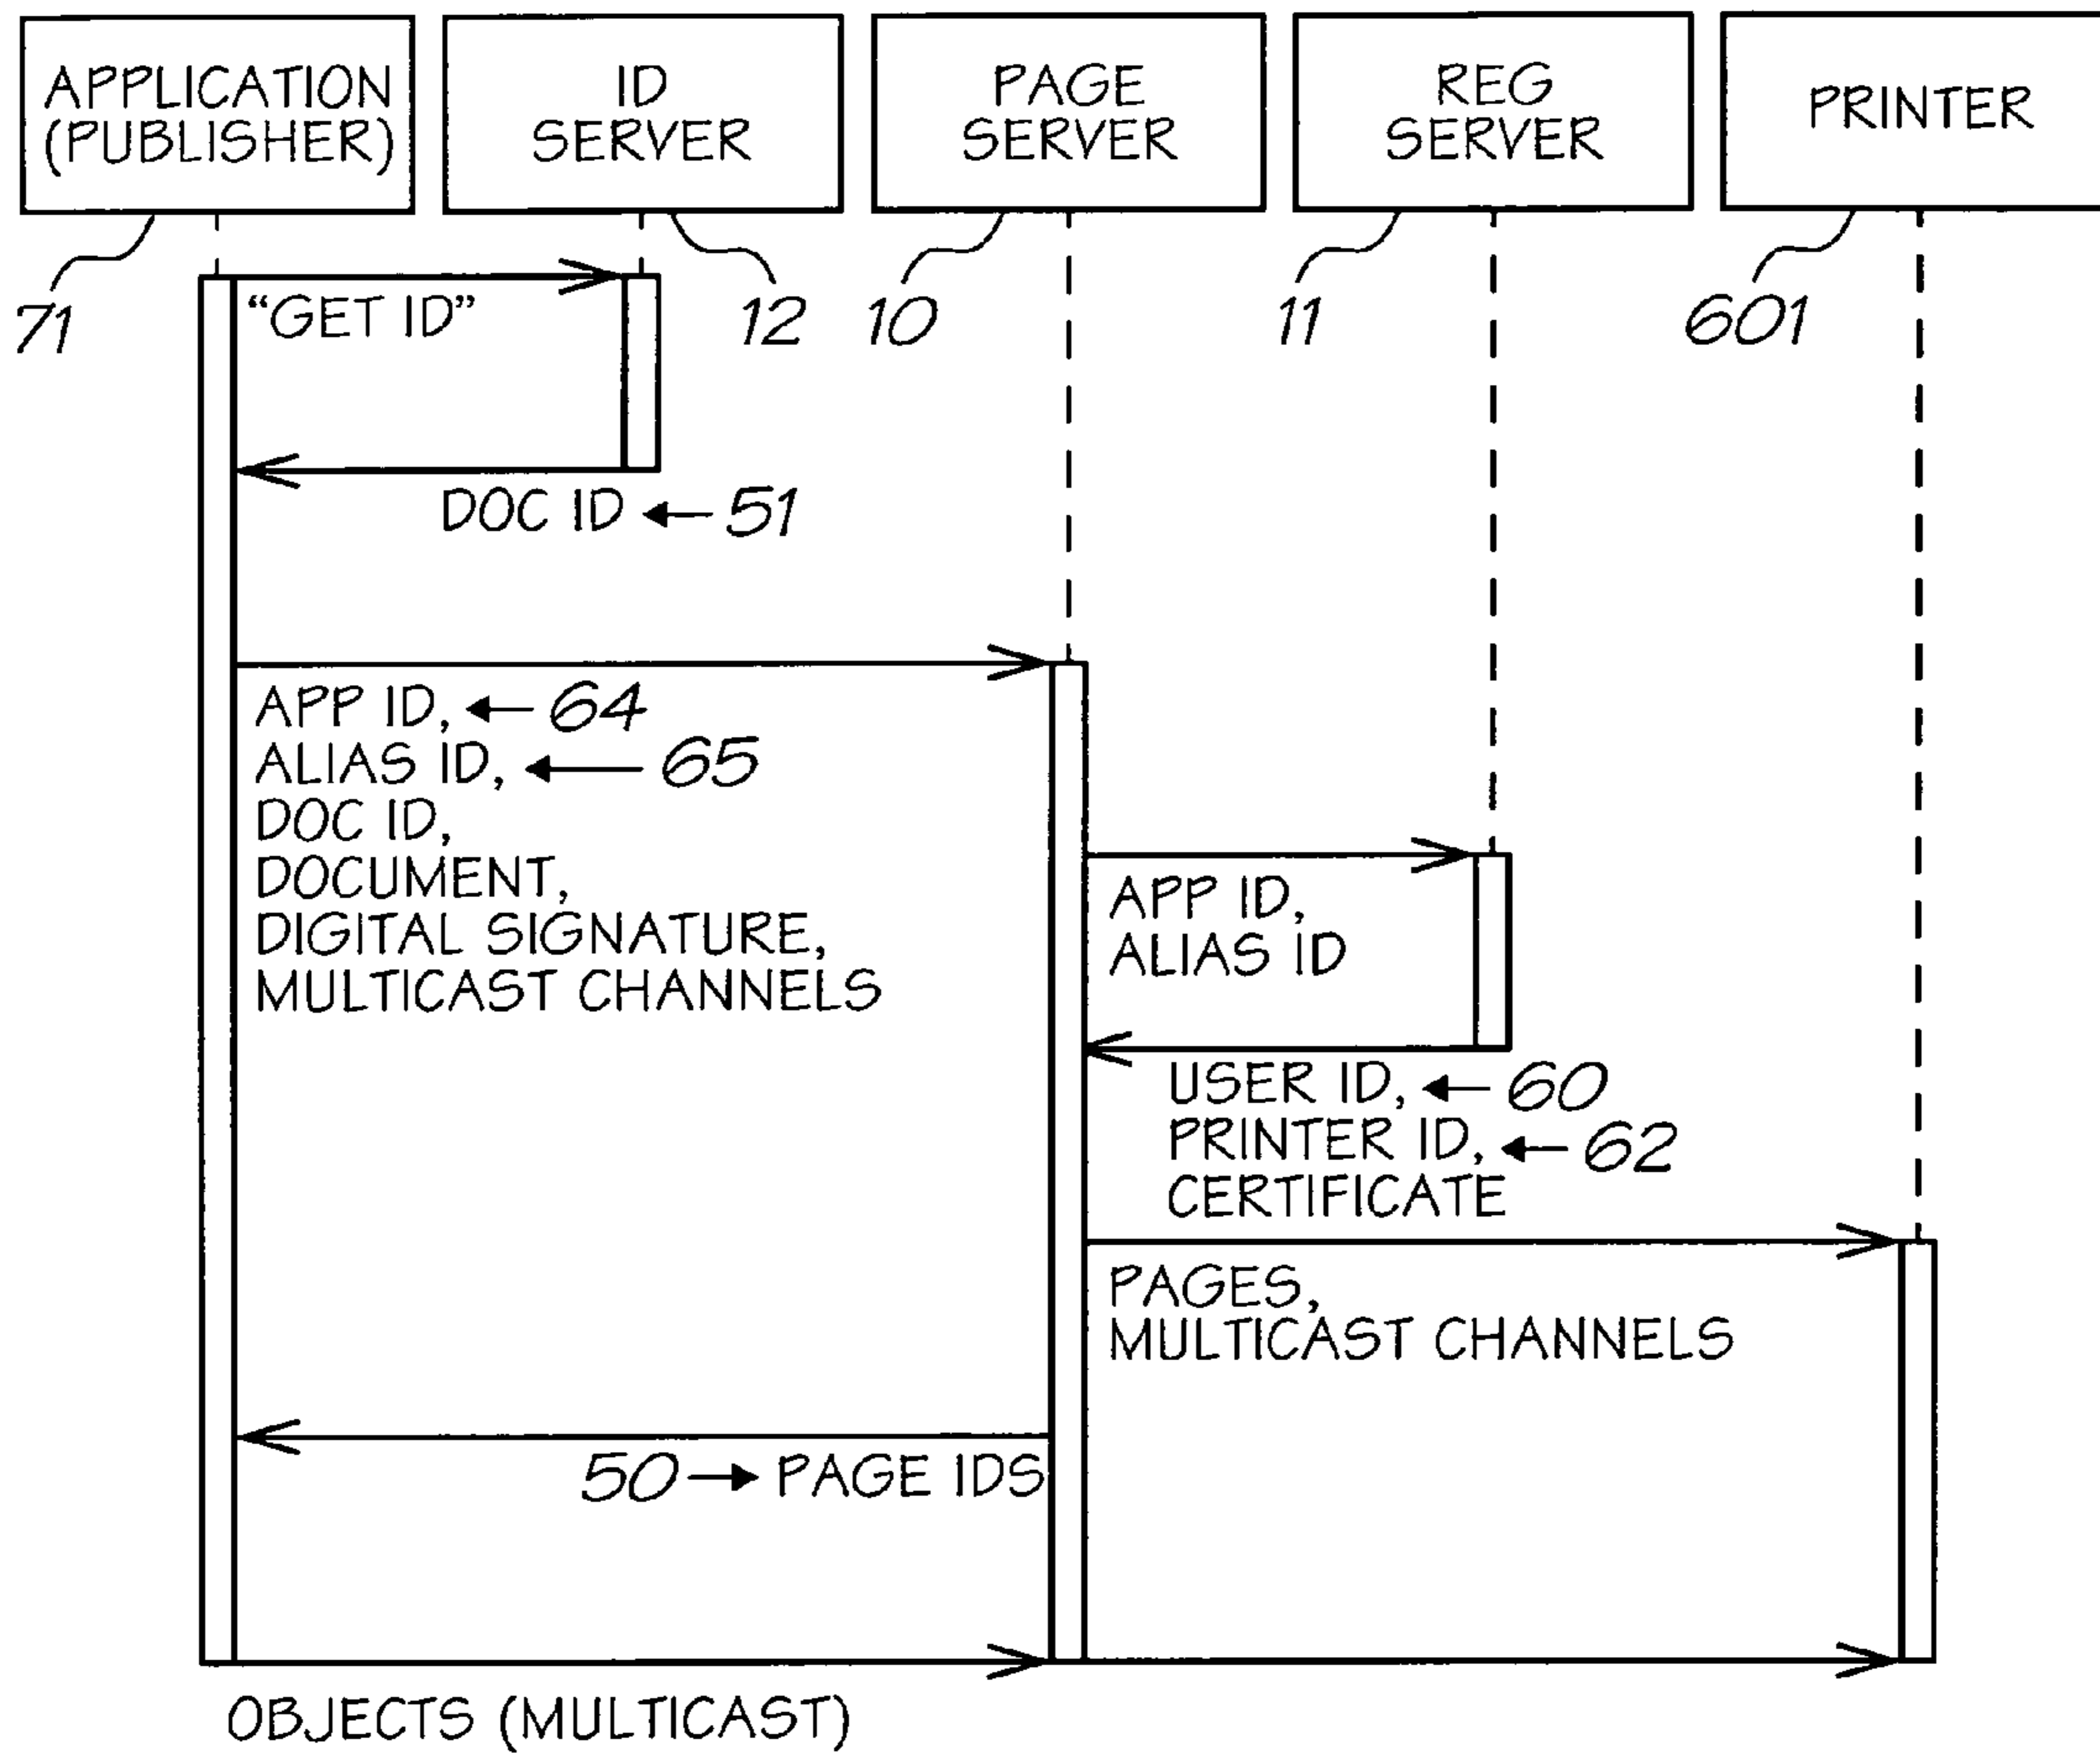 APPLICATION
(PUBLISHER)
ID
SERVER
PAGE
SERVER
REG
SERVER
PRINTER
71
12
10
11
601
“GET ID”
DOC ID
51
APP ID,
64
ALIAS ID,
65
DOC ID,
DOCUMENT,
DIGITAL SIGNATURE,
MULTICAST CHANNELS
APP ID,
ALIAS ID
USER ID,
60
PRINTER ID,
62
CERTIFICATE
PAGES,
MULTICAST CHANNELS
50
PAGE IDS
OBJECTS (MULTICAST)